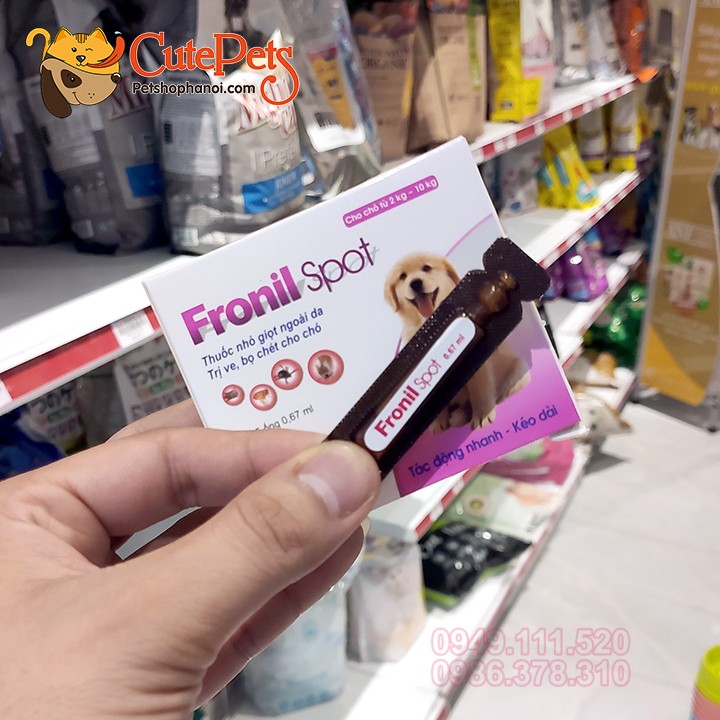 CutePets
Petshophanoi.com
Cho chó từ 2 kg – 10 kg
Fronil Spot
Thuốc nhỏ giọt ngoài da
Trị ve, bọ chét cho chó
ống 0.67 ml
Fronil Spot 0.67 ml
Tác động nhanh - Kéo dài
0949.111.520
0986.378.310